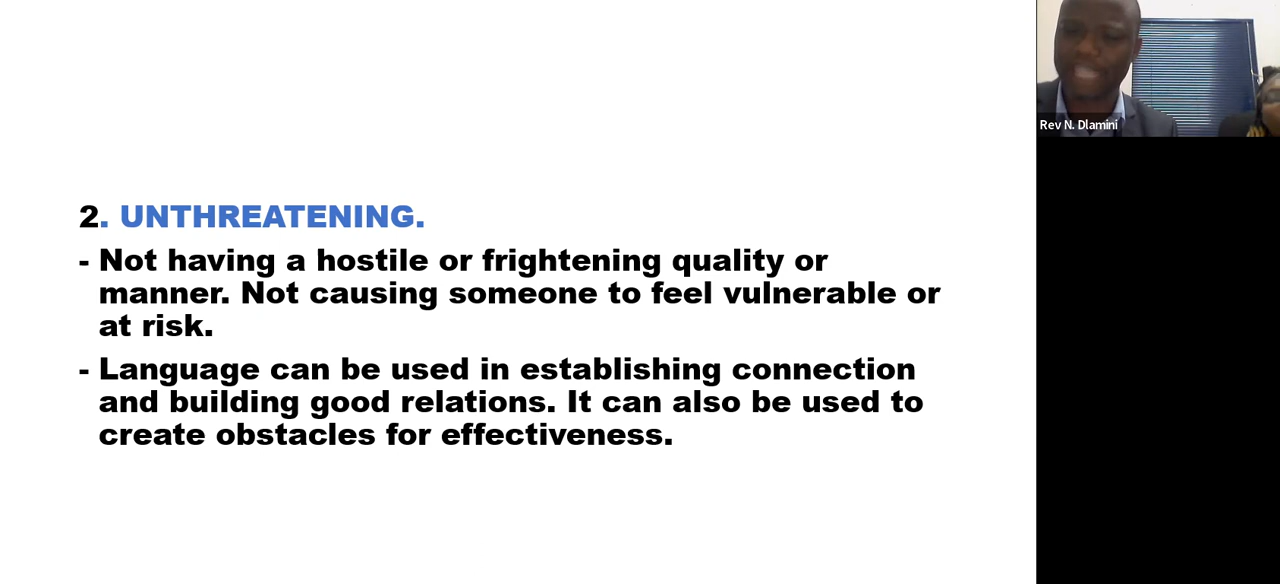 2. UNTHREATENING.
- Not having a hostile or frightening quality or
manner. Not causing someone to feel vulnerable or
at risk.
- Language can be used in establishing connection
and building good relations. It can also be used to
create obstacles for effectiveness.
Rev N. Dlamini